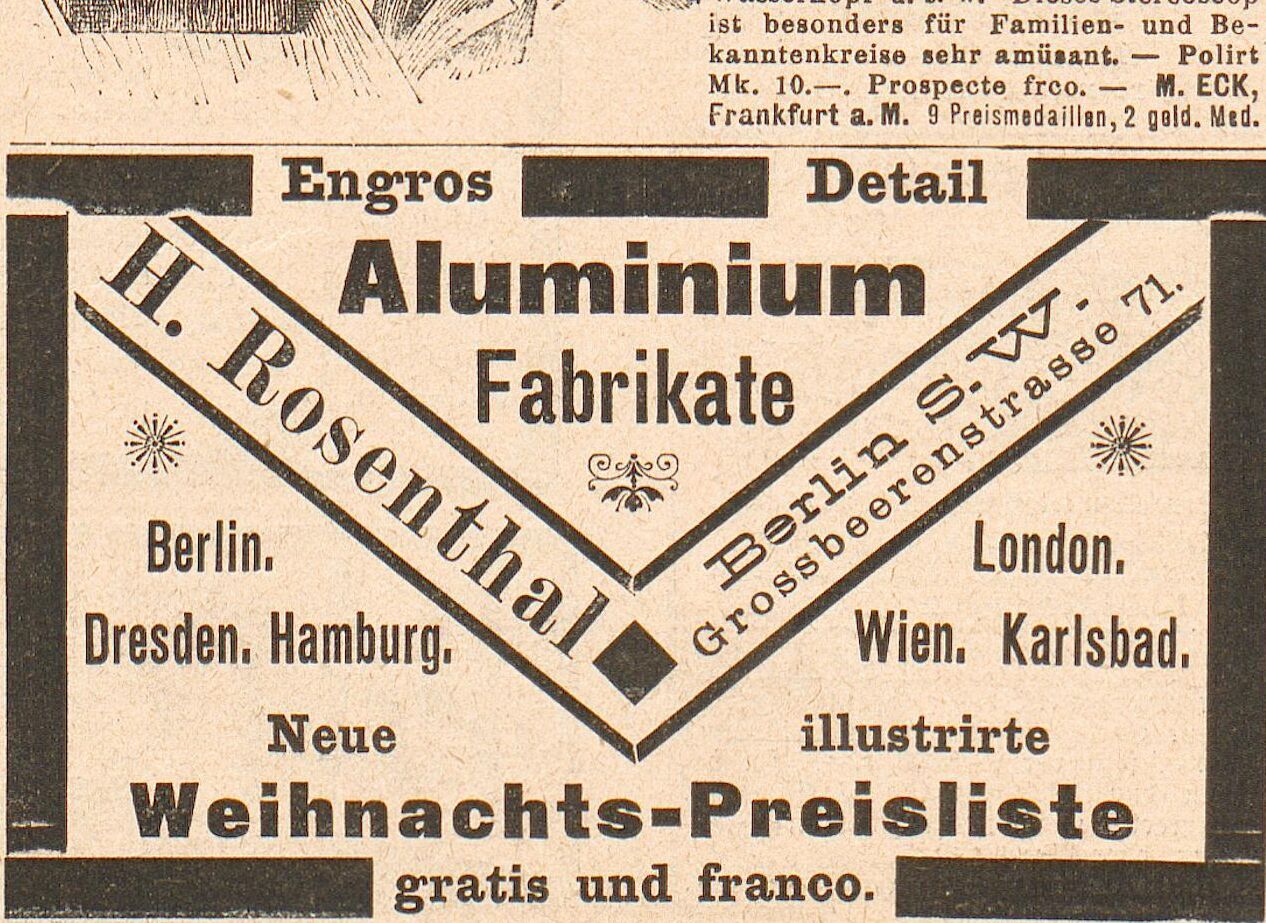 ist besonders für Familien- und Be-
kanntenkreise sehr amüsant. — Polirt
Mk. 10.—. Prospecte frco. — M. ECK,
Frankfurt a. M. 9 Preismedaillen, 2 gold. Med.
Engros Detail
Aluminium
Fabrikate
H. Rosenthal
Berlin S.W.
Grossbeerenstrasse 71.
Berlin.
Dresden. Hamburg.
London.
Wien. Karlsbad.
Neue illustrirte
Weihnachts-Preisliste
gratis und franco.